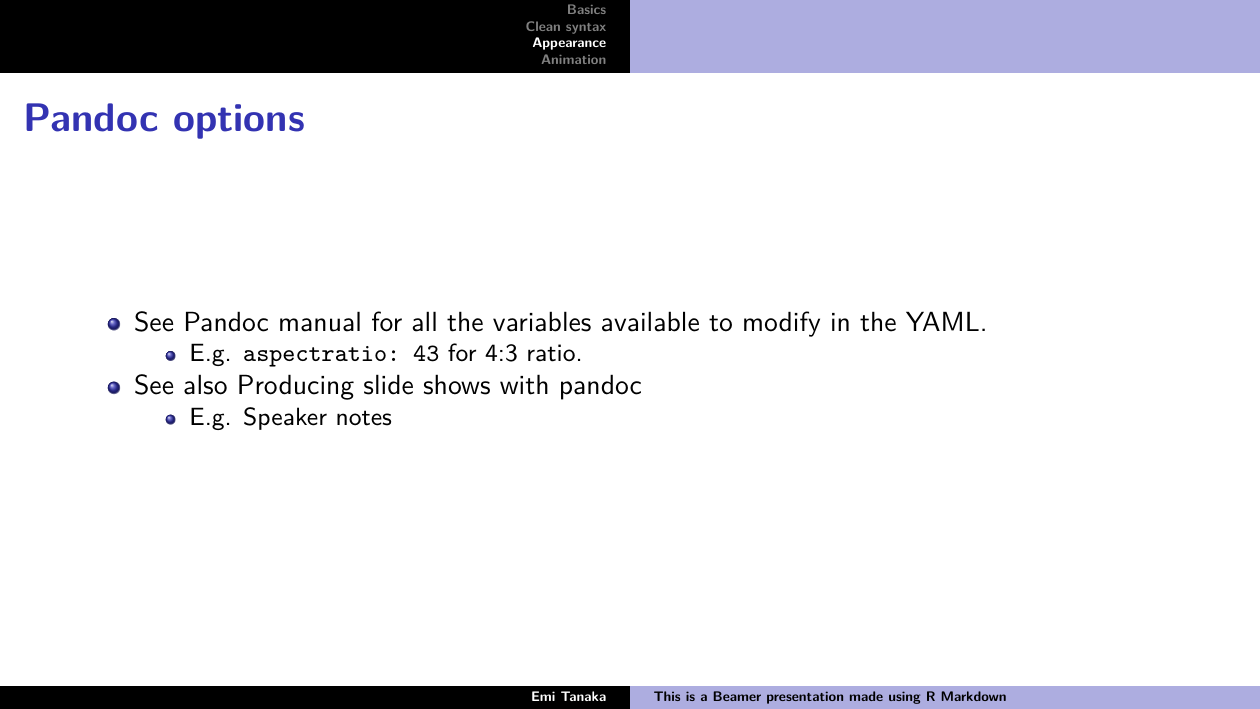 Basics
Clean syntax
Appearance
Animation
Pandoc options
See Pandoc manual for all the variables available to modify in the YAML.
E.g. aspectratio: 43 for 4:3 ratio.
See also Producing slide shows with pandoc
E.g. Speaker notes
Emi Tanaka
This is a Beamer presentation made using R Markdown